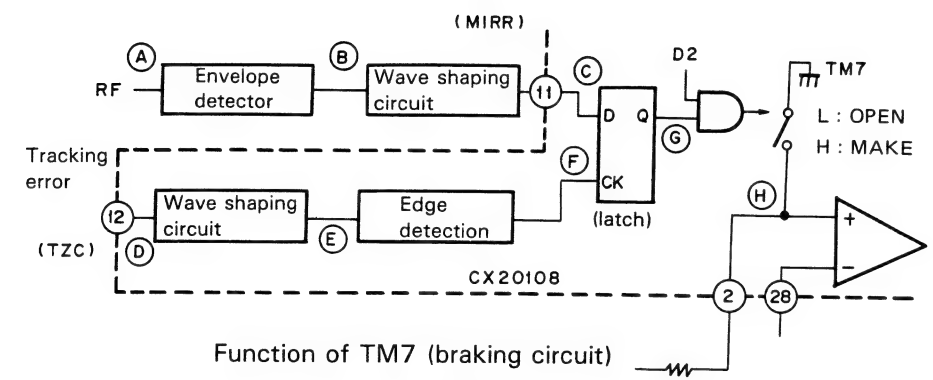 (MIRR)
A
B
C
D2
TM7
RF
Envelope
detector
Wave shaping
circuit
11
D Q
G
L : OPEN
H : MAKE
Tracking
error
F
CK
(latch)
H
12
(TZC)
D
Wave shaping
circuit
E
Edge
detection
+
−
CX20108
2
28
Function of TM7 (braking circuit)